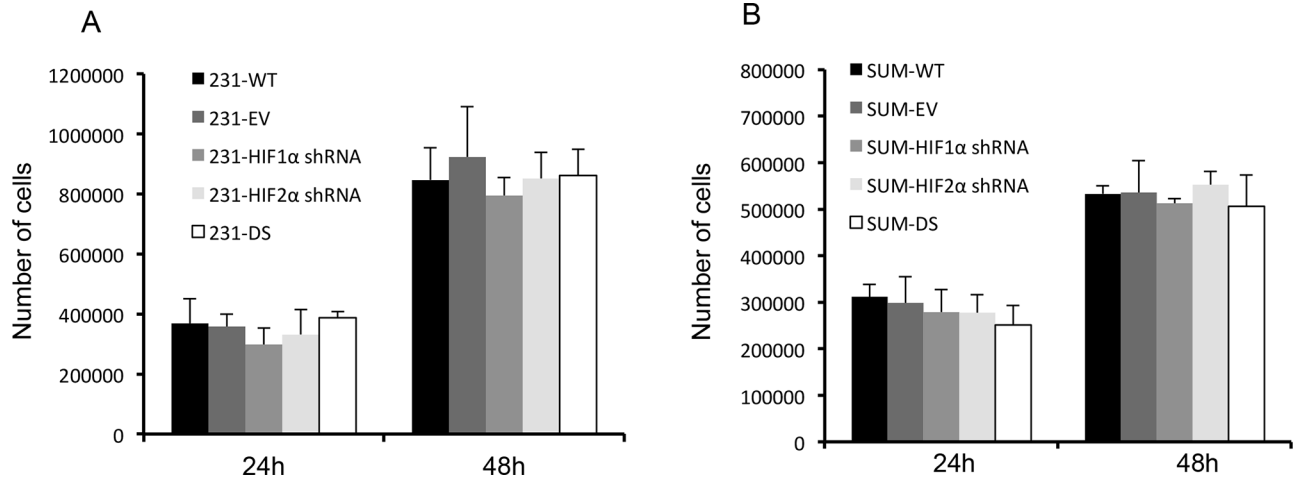 A
Number of cells
1200000
1000000
800000
600000
400000
200000
0
231-WT
231-EV
231-HIF1α shRNA
231-HIF2α shRNA
231-DS
24h
48h
B
Number of cells
800000
700000
600000
500000
400000
300000
200000
100000
0
SUM-WT
SUM-EV
SUM-HIF1α shRNA
SUM-HIF2α shRNA
SUM-DS
24h
48h